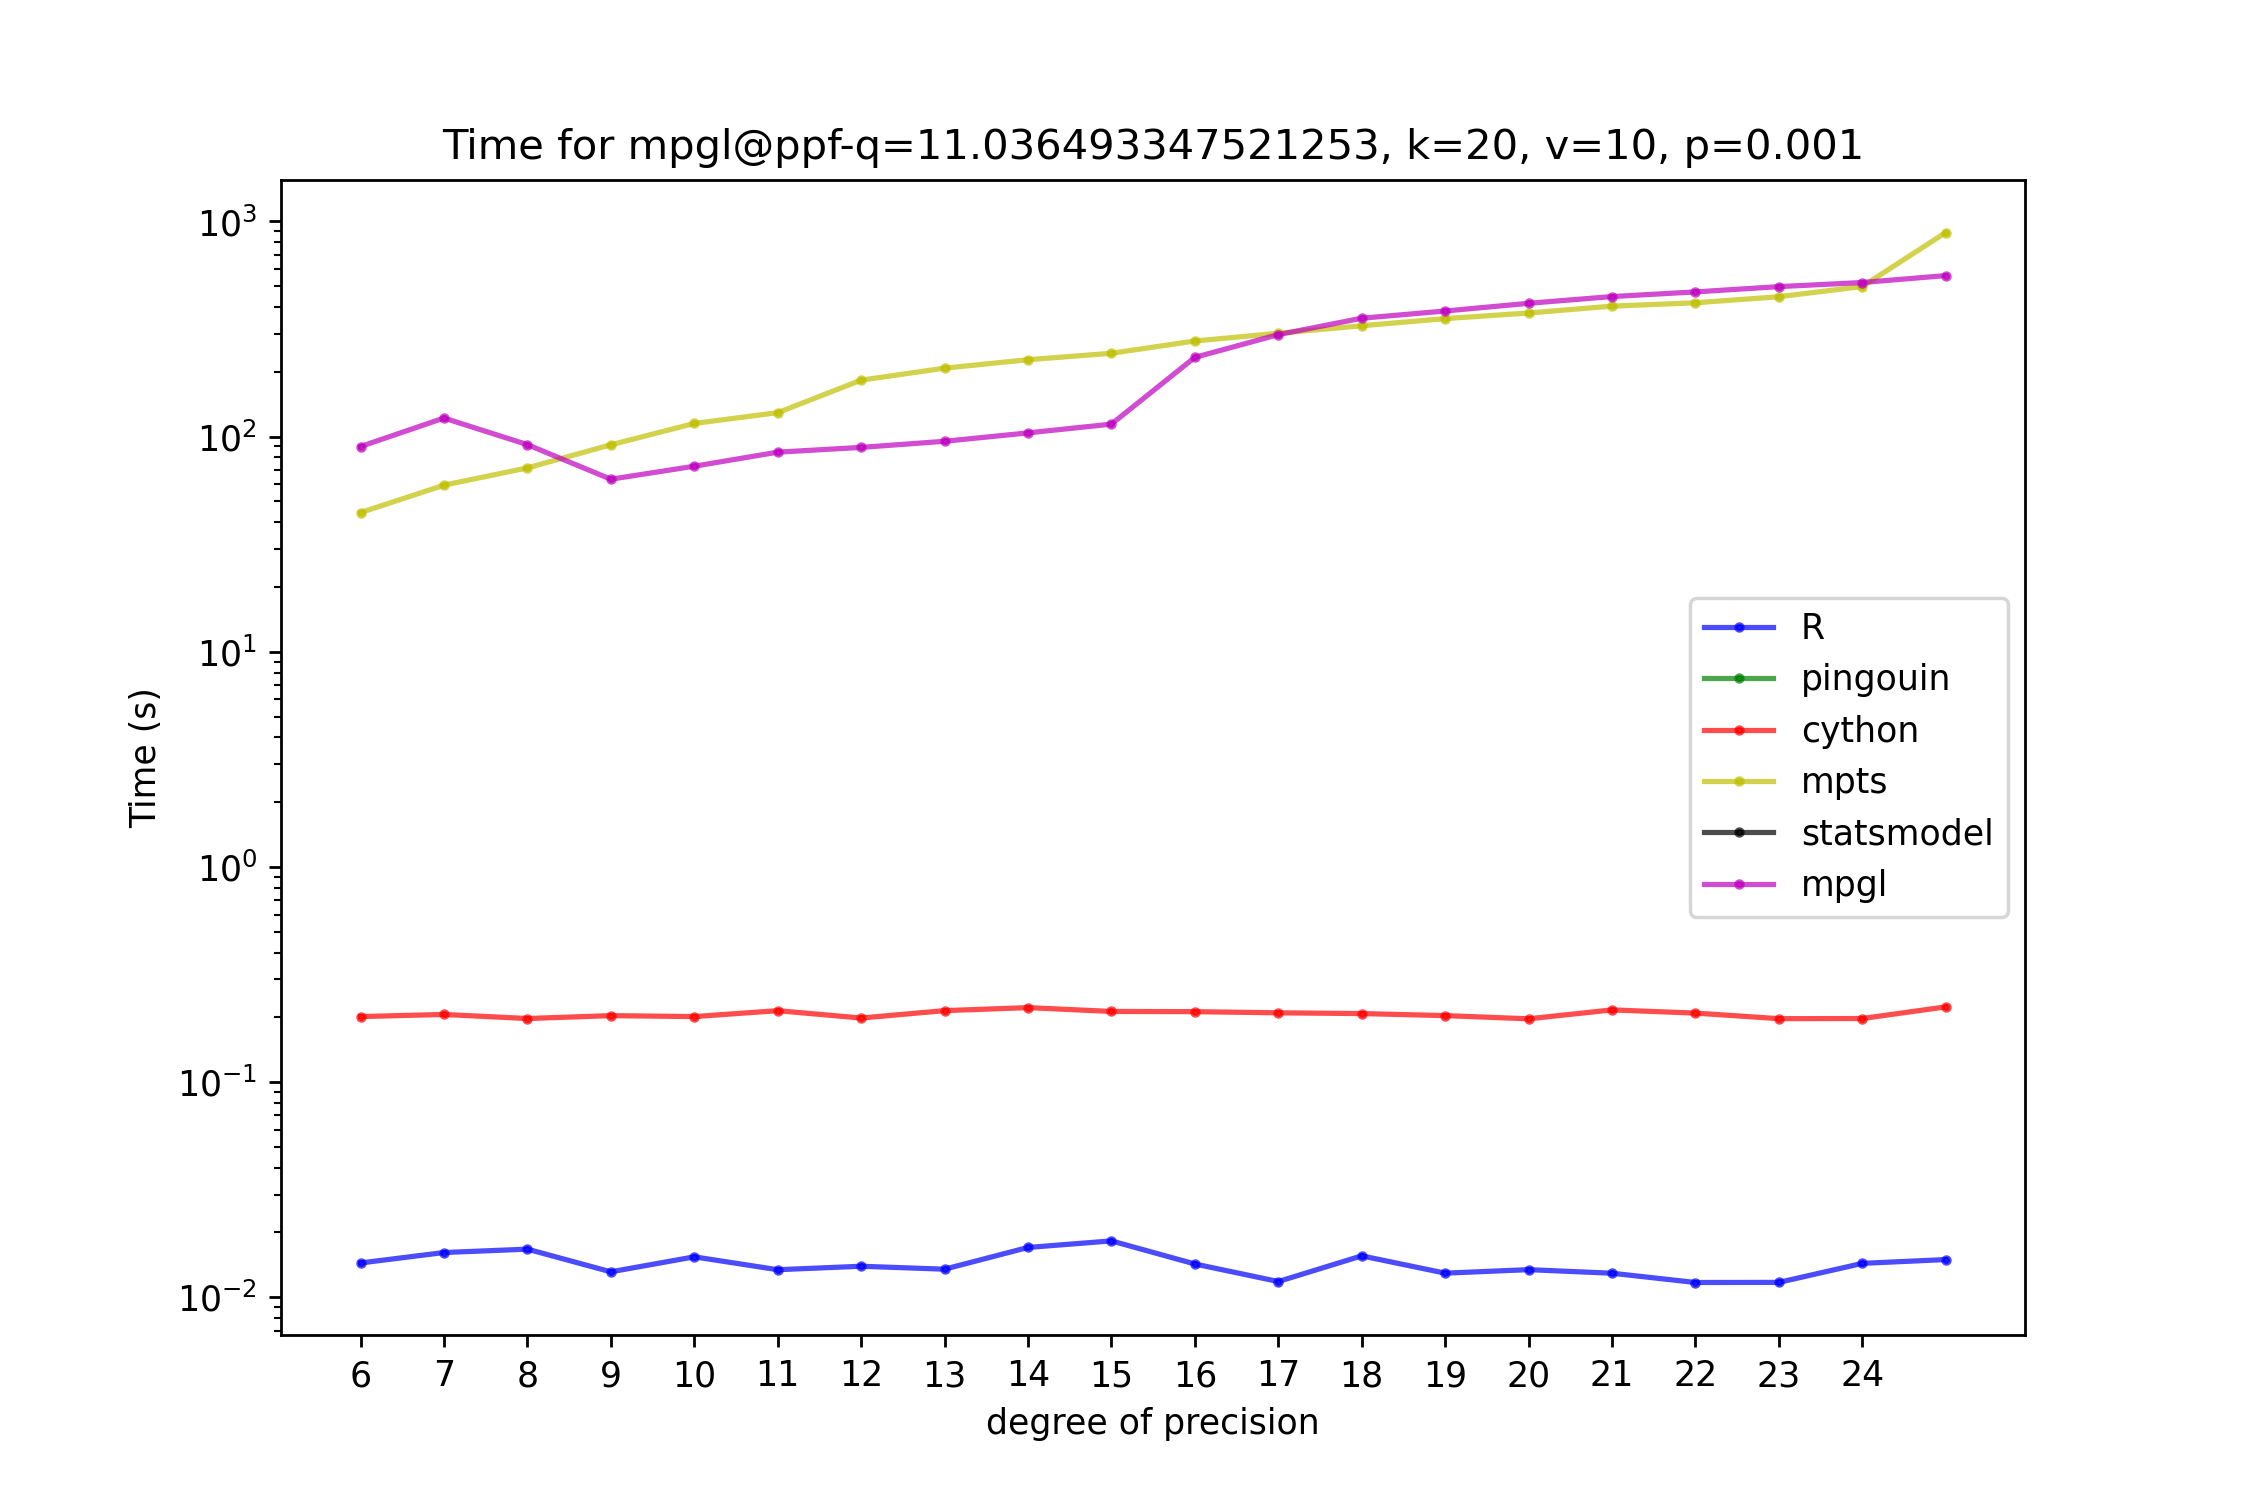 Time for mpgl@ppf-q=11.036493347521253, k=20, v=10, p=0.001
10³
10²
10¹
10⁰
10⁻¹
10⁻²
Time (s)
R
pingouin
cython
mpts
statsmodel
mpgl
6 7 8 9 10 11 12 13 14 15 16 17 18 19 20 21 22 23 24
degree of precision